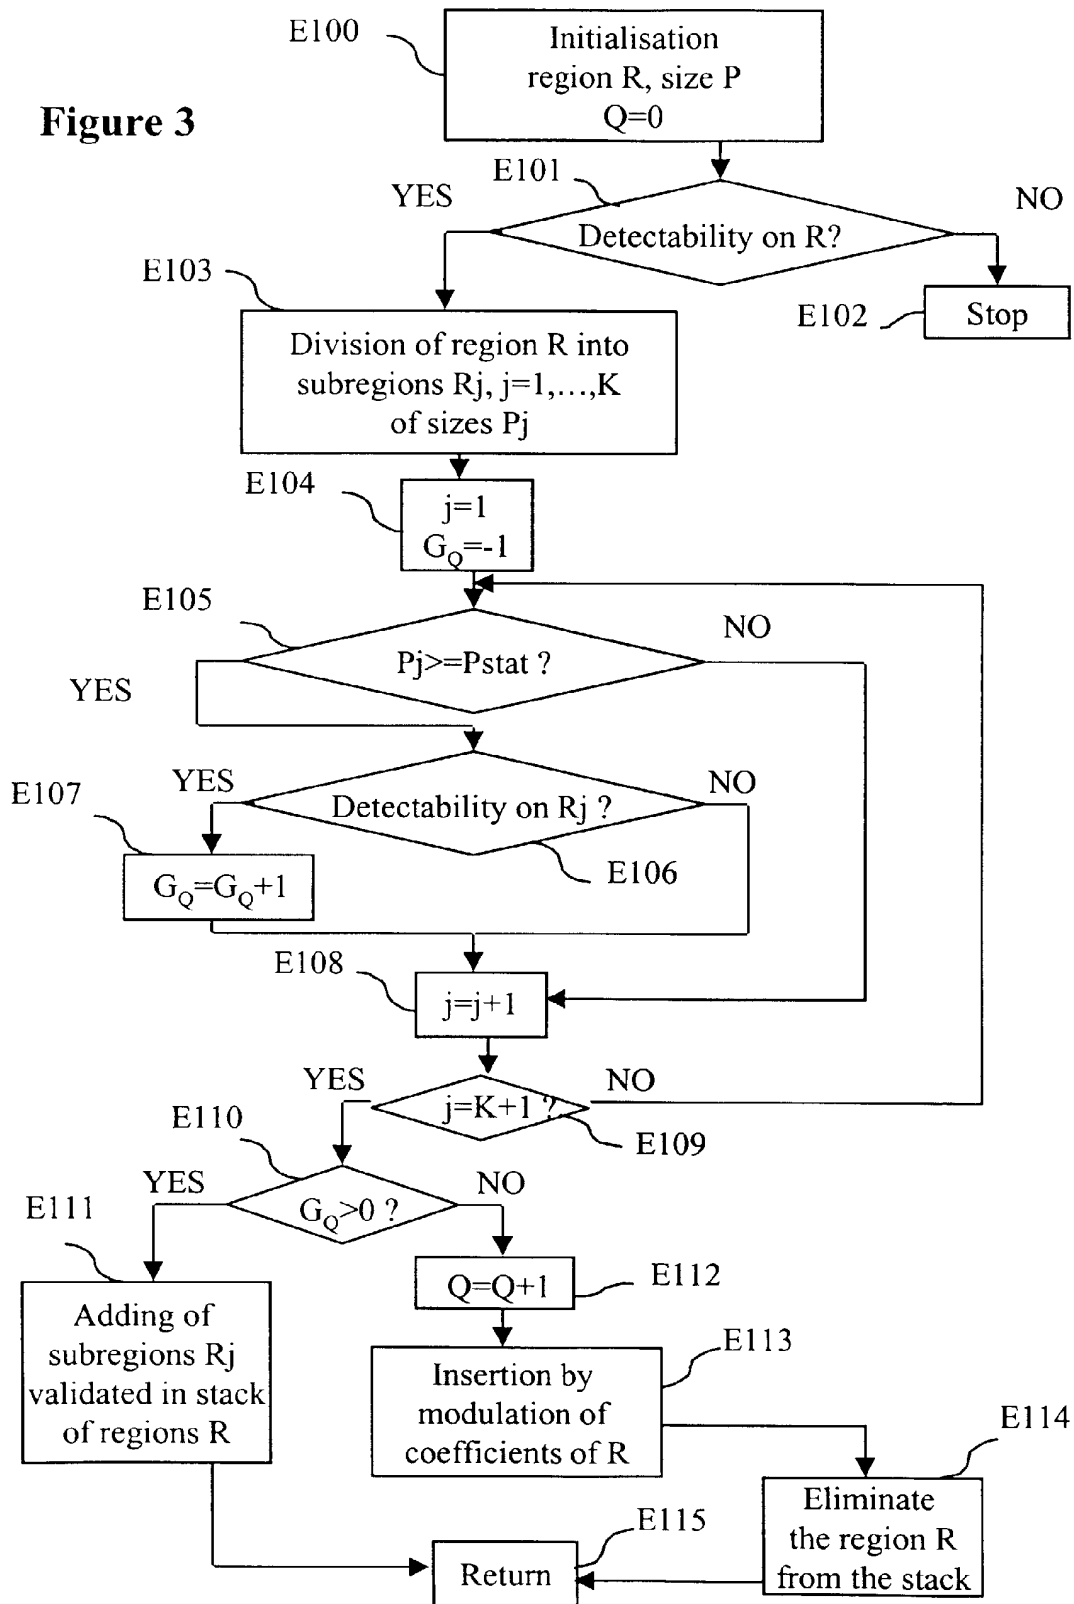 Figure 3
E100
Initialisation
region R, size P
Q=0
E101
YES
NO
Detectability on R?
E103
E102
Stop
Division of region R into
subregions Rj, j=1,...,K
of sizes Pj
E104
j=1
G_Q=-1
E105
NO
Pj>=Pstat ?
YES
YES
NO
E107
Detectability on Rj ?
E106
G_Q=G_Q+1
E108
j=j+1
YES
NO
j=K+1 ?
E109
E110
YES
NO
E111
G_Q>0 ?
Q=Q+1
E112
Adding of
subregions Rj
validated in stack
of regions R
E113
Insertion by
modulation of
coefficients of R
E114
Eliminate
the region R
from the stack
E115
Return